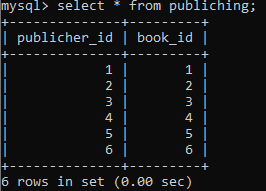 mysql> select * from publiching;
+--------------+---------+
| publicher_id | book_id |
+--------------+---------+
|            1 |       1 |
|            2 |       2 |
|            3 |       3 |
|            4 |       4 |
|            5 |       5 |
|            6 |       6 |
+--------------+---------+
6 rows in set (0.00 sec)